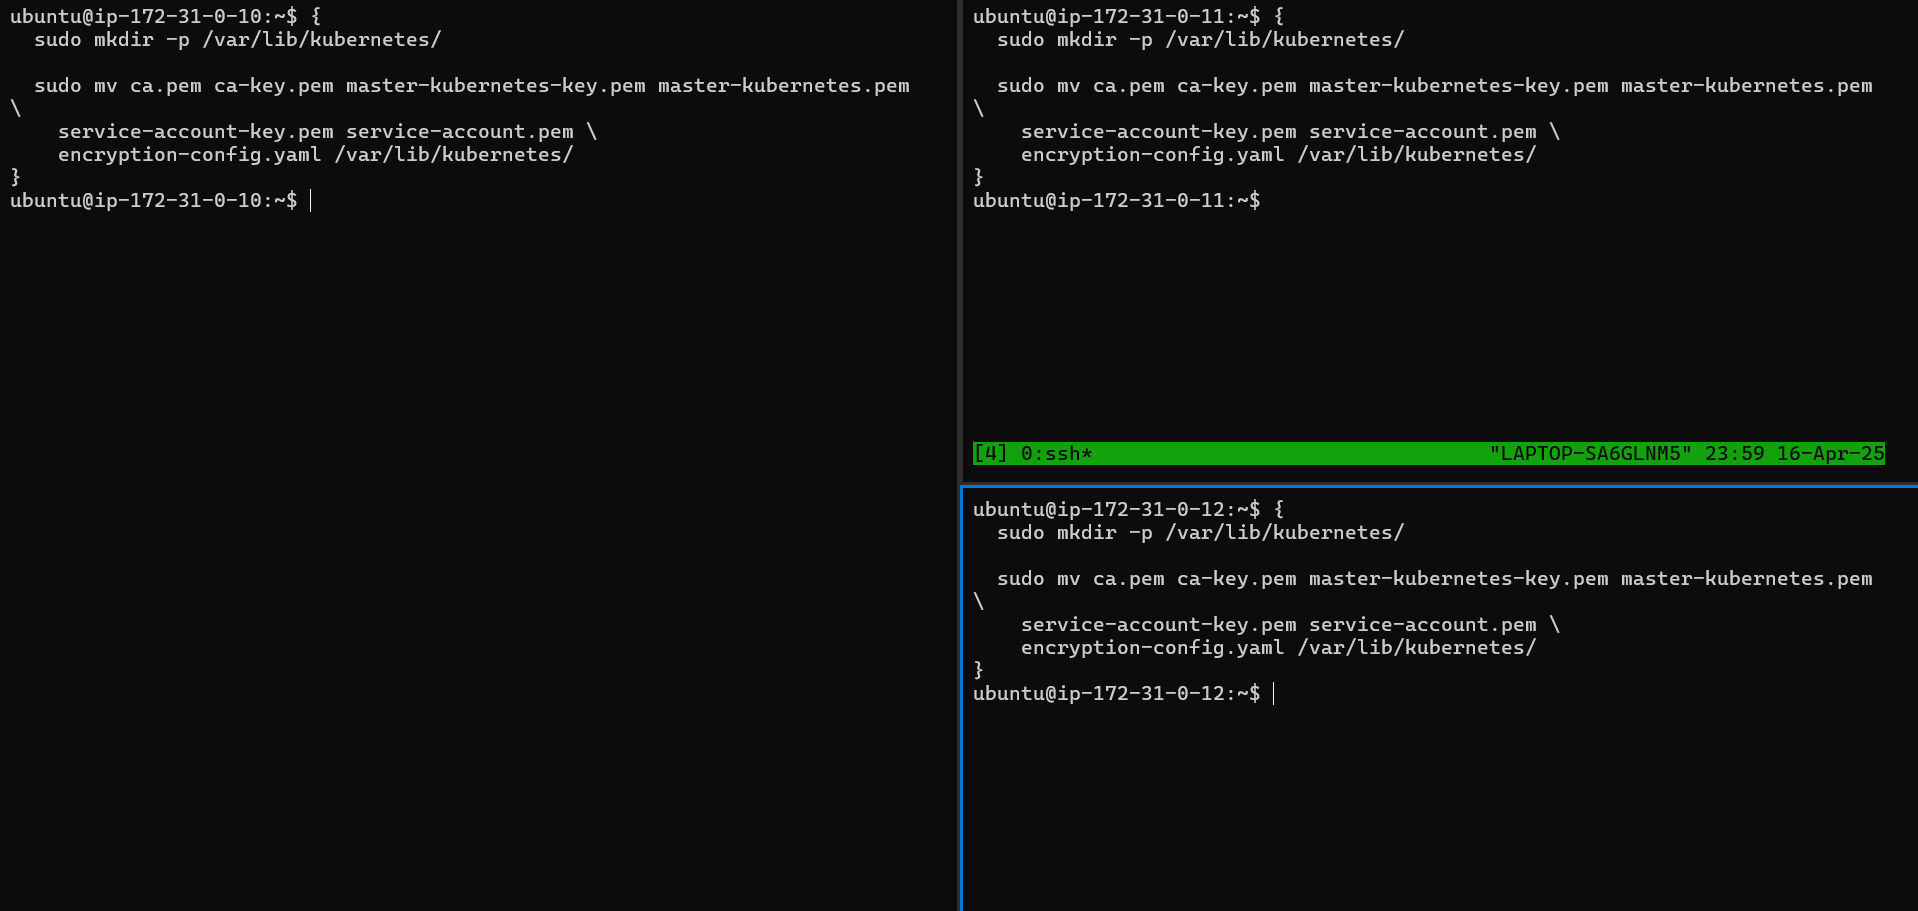 ubuntu@ip-172-31-0-10:~$ {
  sudo mkdir -p /var/lib/kubernetes/

  sudo mv ca.pem ca-key.pem master-kubernetes-key.pem master-kubernetes.pem
\
    service-account-key.pem service-account.pem \
    encryption-config.yaml /var/lib/kubernetes/
}
ubuntu@ip-172-31-0-10:~$
ubuntu@ip-172-31-0-11:~$ {
  sudo mkdir -p /var/lib/kubernetes/

  sudo mv ca.pem ca-key.pem master-kubernetes-key.pem master-kubernetes.pem
\
    service-account-key.pem service-account.pem \
    encryption-config.yaml /var/lib/kubernetes/
}
ubuntu@ip-172-31-0-11:~$
[4] 0:ssh* "LAPTOP-SA6GLNM5" 23:59 16-Apr-25
ubuntu@ip-172-31-0-12:~$ {
  sudo mkdir -p /var/lib/kubernetes/

  sudo mv ca.pem ca-key.pem master-kubernetes-key.pem master-kubernetes.pem
\
    service-account-key.pem service-account.pem \
    encryption-config.yaml /var/lib/kubernetes/
}
ubuntu@ip-172-31-0-12:~$